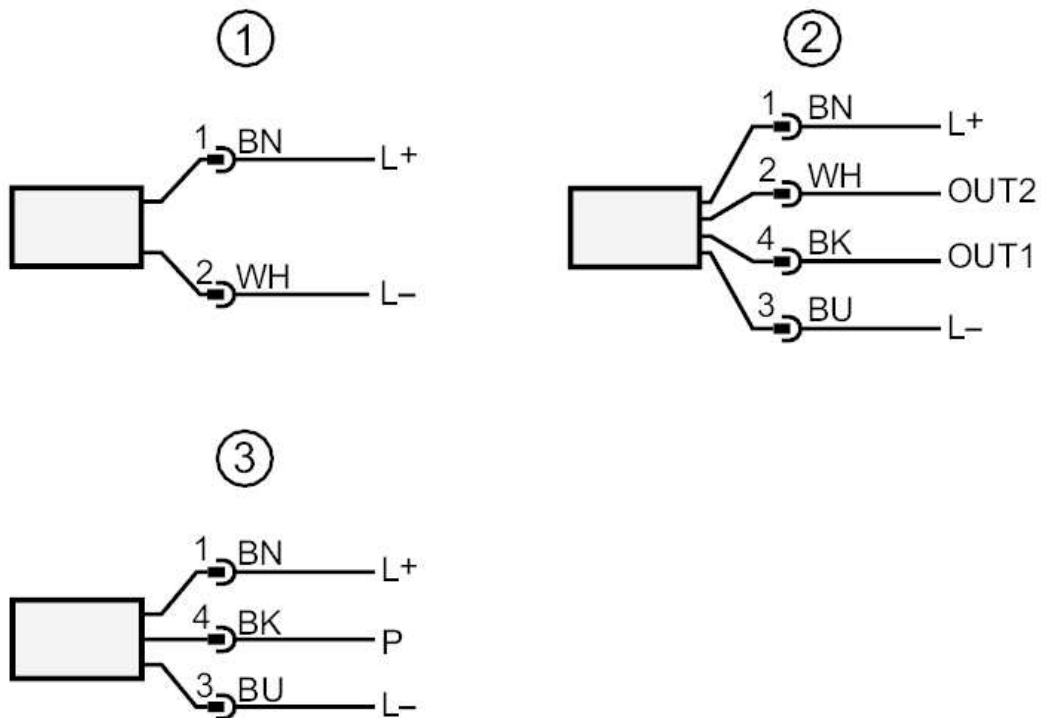 1
1 BN L+
2 WH L–
2
1 BN L+
2 WH OUT2
4 BK OUT1
3 BU L–
3
1 BN L+
4 BK P
3 BU L–